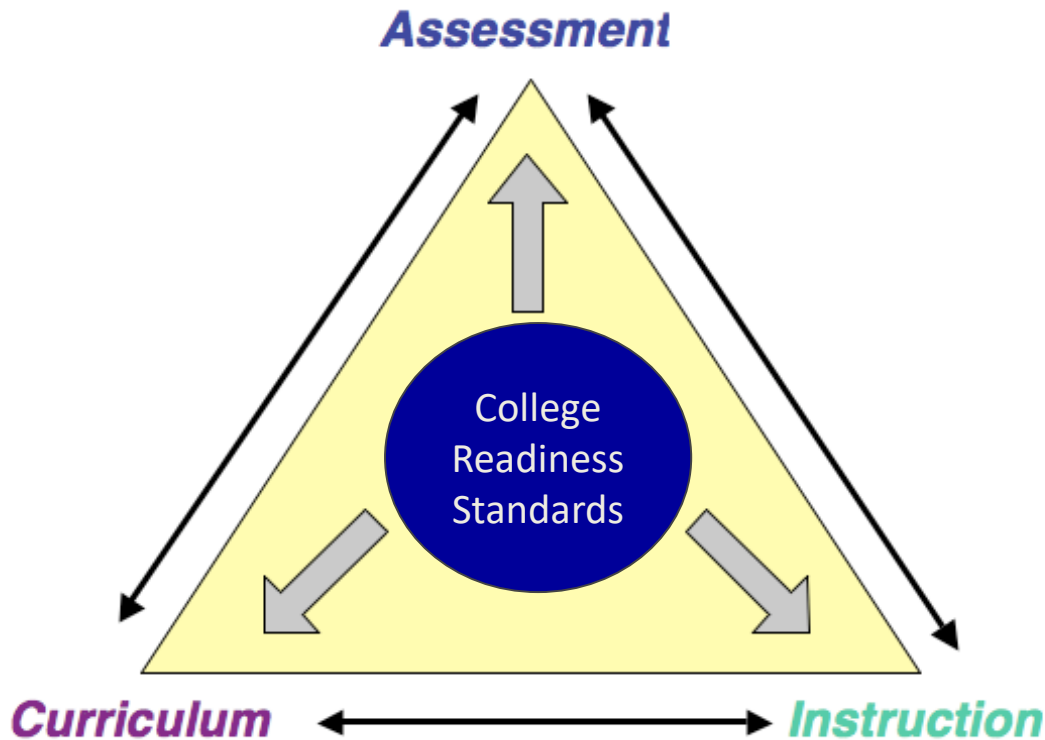 Assessment
College
Readiness
Standards
Curriculum
Instruction